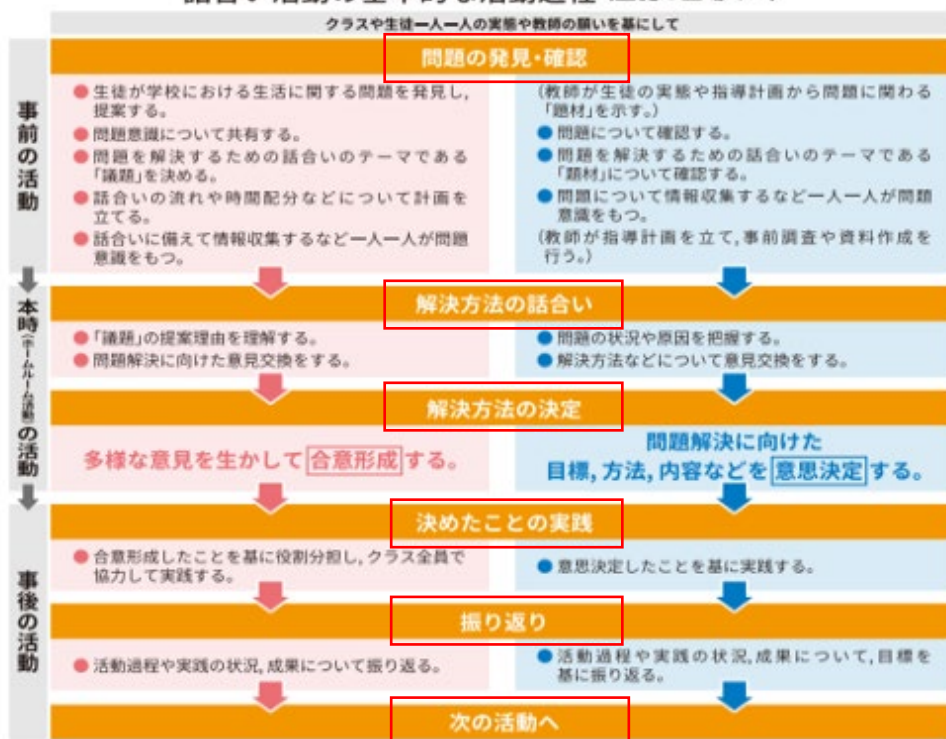 クラスや生徒一人一人の実態や教師の願いを基にして
問題の発見・確認
事前の活動
●生徒が学校における生活に関する問題を発見し,
提案する。
●問題意識について共有する。
●問題を解決するための話合いのテーマである
「議題」を決める。
●話合いの流れや時間配分などについて計画を
立てる。
●話合いに備えて情報収集するなど一人一人が問題
意識をもつ。
(教師が生徒の実態や指導計画から問題に関わる
「題材」を示す。)
●問題について確認する。
●問題を解決するための話合いのテーマである
「題材」について確認する。
●問題について情報収集するなど一人一人が問題
意識をもつ。
(教師が指導計画を立て,事前調査や資料作成を
行う。)
解決方法の話合い
本時(ホームルーム活動)の活動
●「議題」の提案理由を理解する。
●問題解決に向けた意見交換をする。
●問題の状況や原因を把握する。
●解決方法などについて意見交換をする。
解決方法の決定
多様な意見を生かして合意形成する。
問題解決に向けた
目標,方法,内容などを意思決定する。
決めたことの実践
事後の活動
●合意形成したことを基に役割分担し,クラス全員で
協力して実践する。
●意思決定したことを基に実践する。
振り返り
●活動過程や実践の状況,成果について振り返る。
●活動過程や実践の状況,成果について,目標を
基に振り返る。
次の活動へ